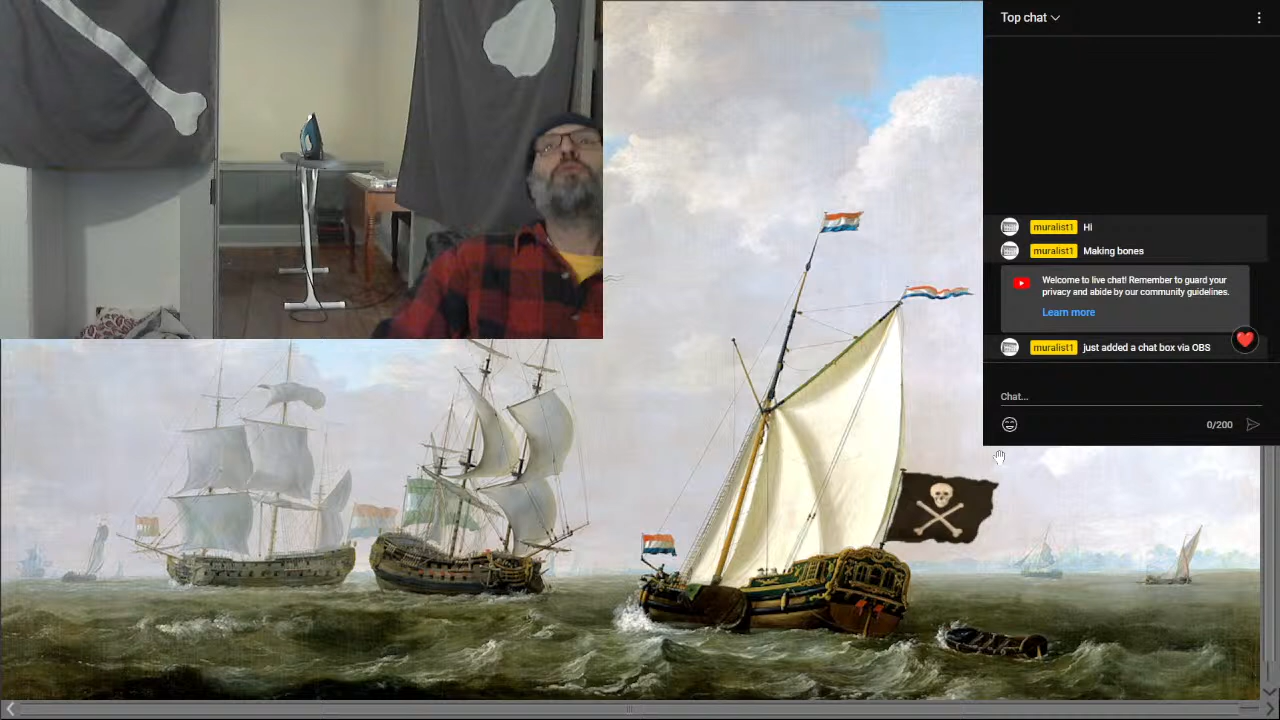 Top chat
muralist1 Hi
muralist1 Making bones
Welcome to live chat! Remember to guard your
privacy and abide by our community guidelines.
Learn more
muralist1 just added a chat box via OBS
Chat...
0/200